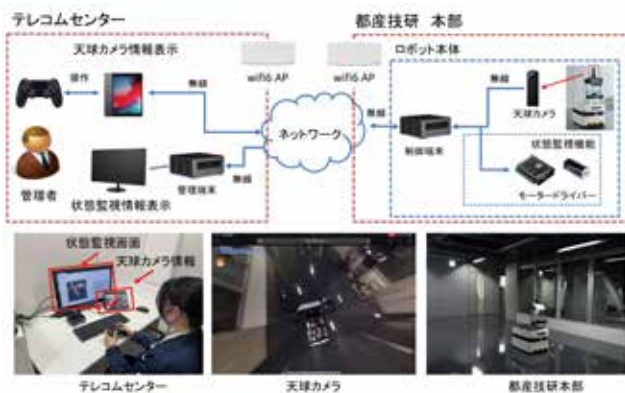 テレコムセンター
都産技研 本部
天球カメラ情報表示
wifi6 AP
wifi6 AP
ロボット本体
操作
無線
無線
無線
ネットワーク
天球カメラ
制御端末
状態監視機能
管理者
管理端末
無線
モータードライバー
状態監視情報表示
状態監視画面
天球カメラ情報
テレコムセンター
天球カメラ
都産技研本部